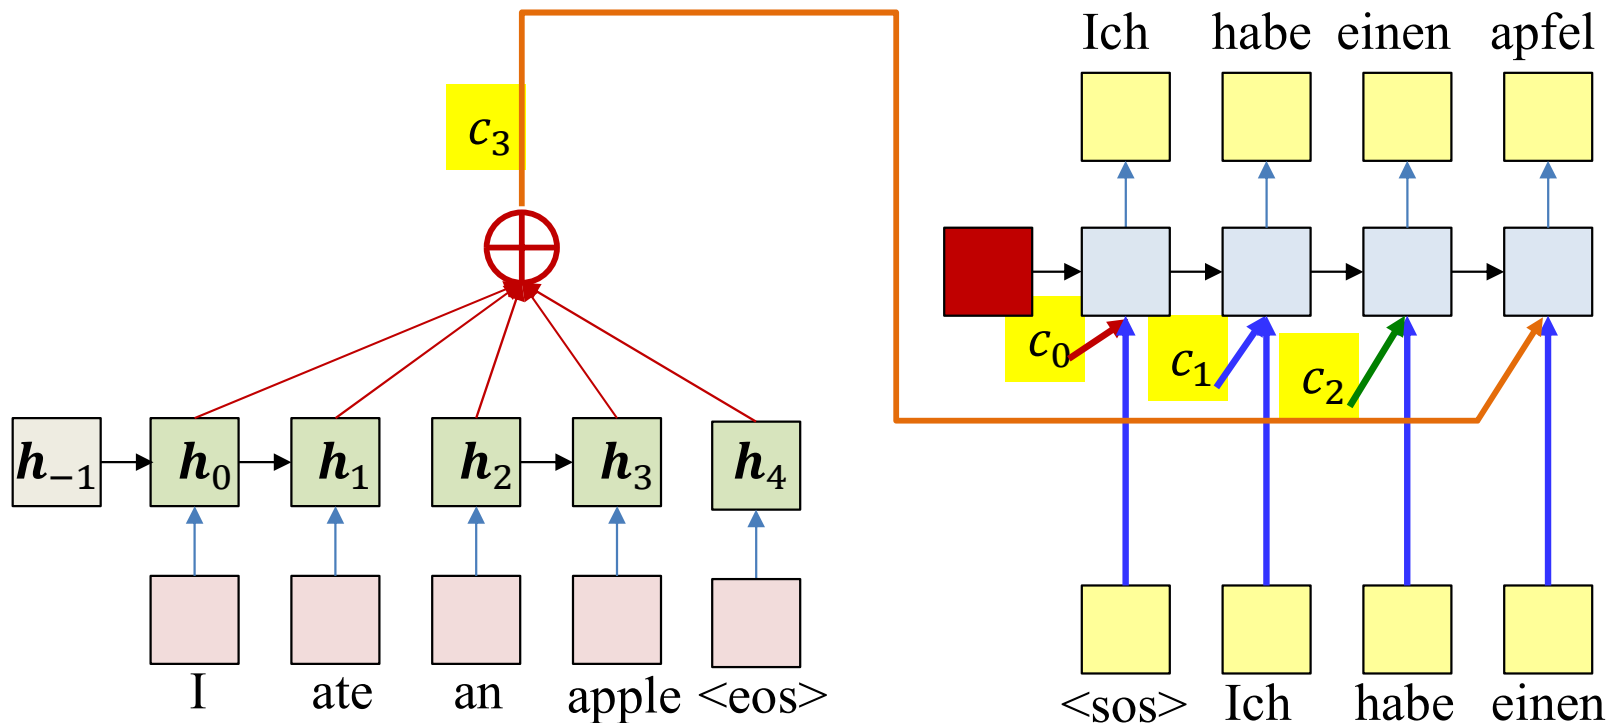 Ich habe einen apfel
c₃
c₀
c₁
c₂
h₋₁ h₀ h₁ h₂ h₃ h₄
I ate an apple <eos>
<sos> Ich habe einen